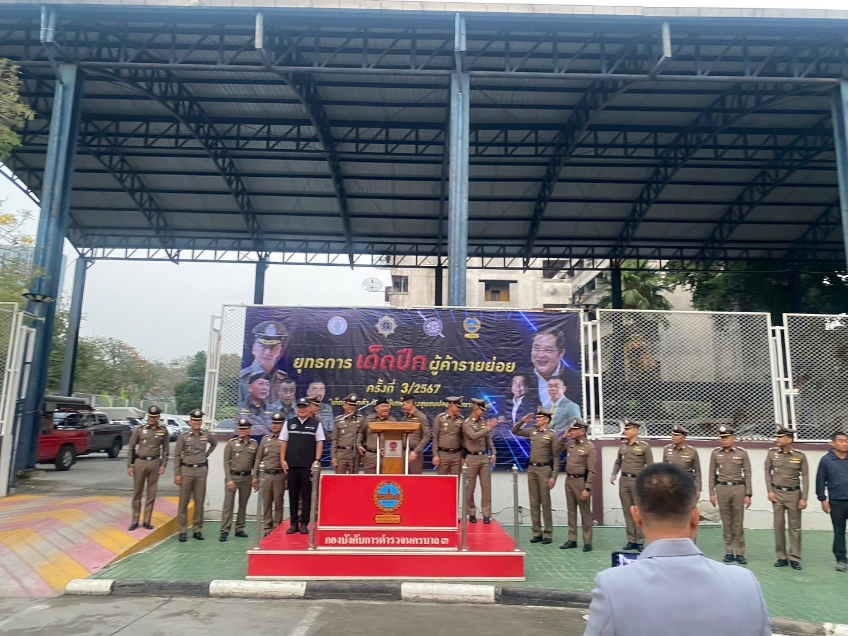 ยุทธการ เด็ดปีก ผู้ค้ารายย่อย
ครั้งที่ 3/2567
กองบังคับการตำรวจนครบาล ๓